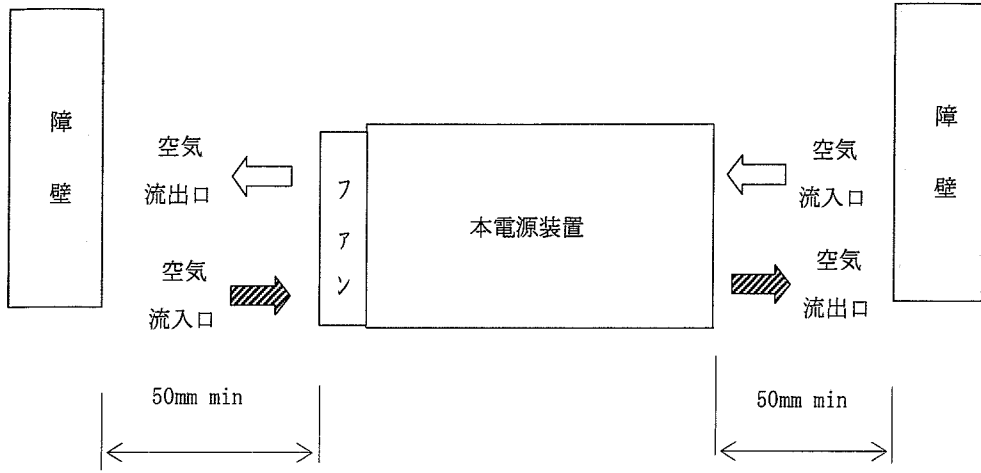 障
壁
空気
流出口
空気
流入口
ファン
本電源装置
空気
流入口
空気
流出口
障
壁
50mm min
50mm min